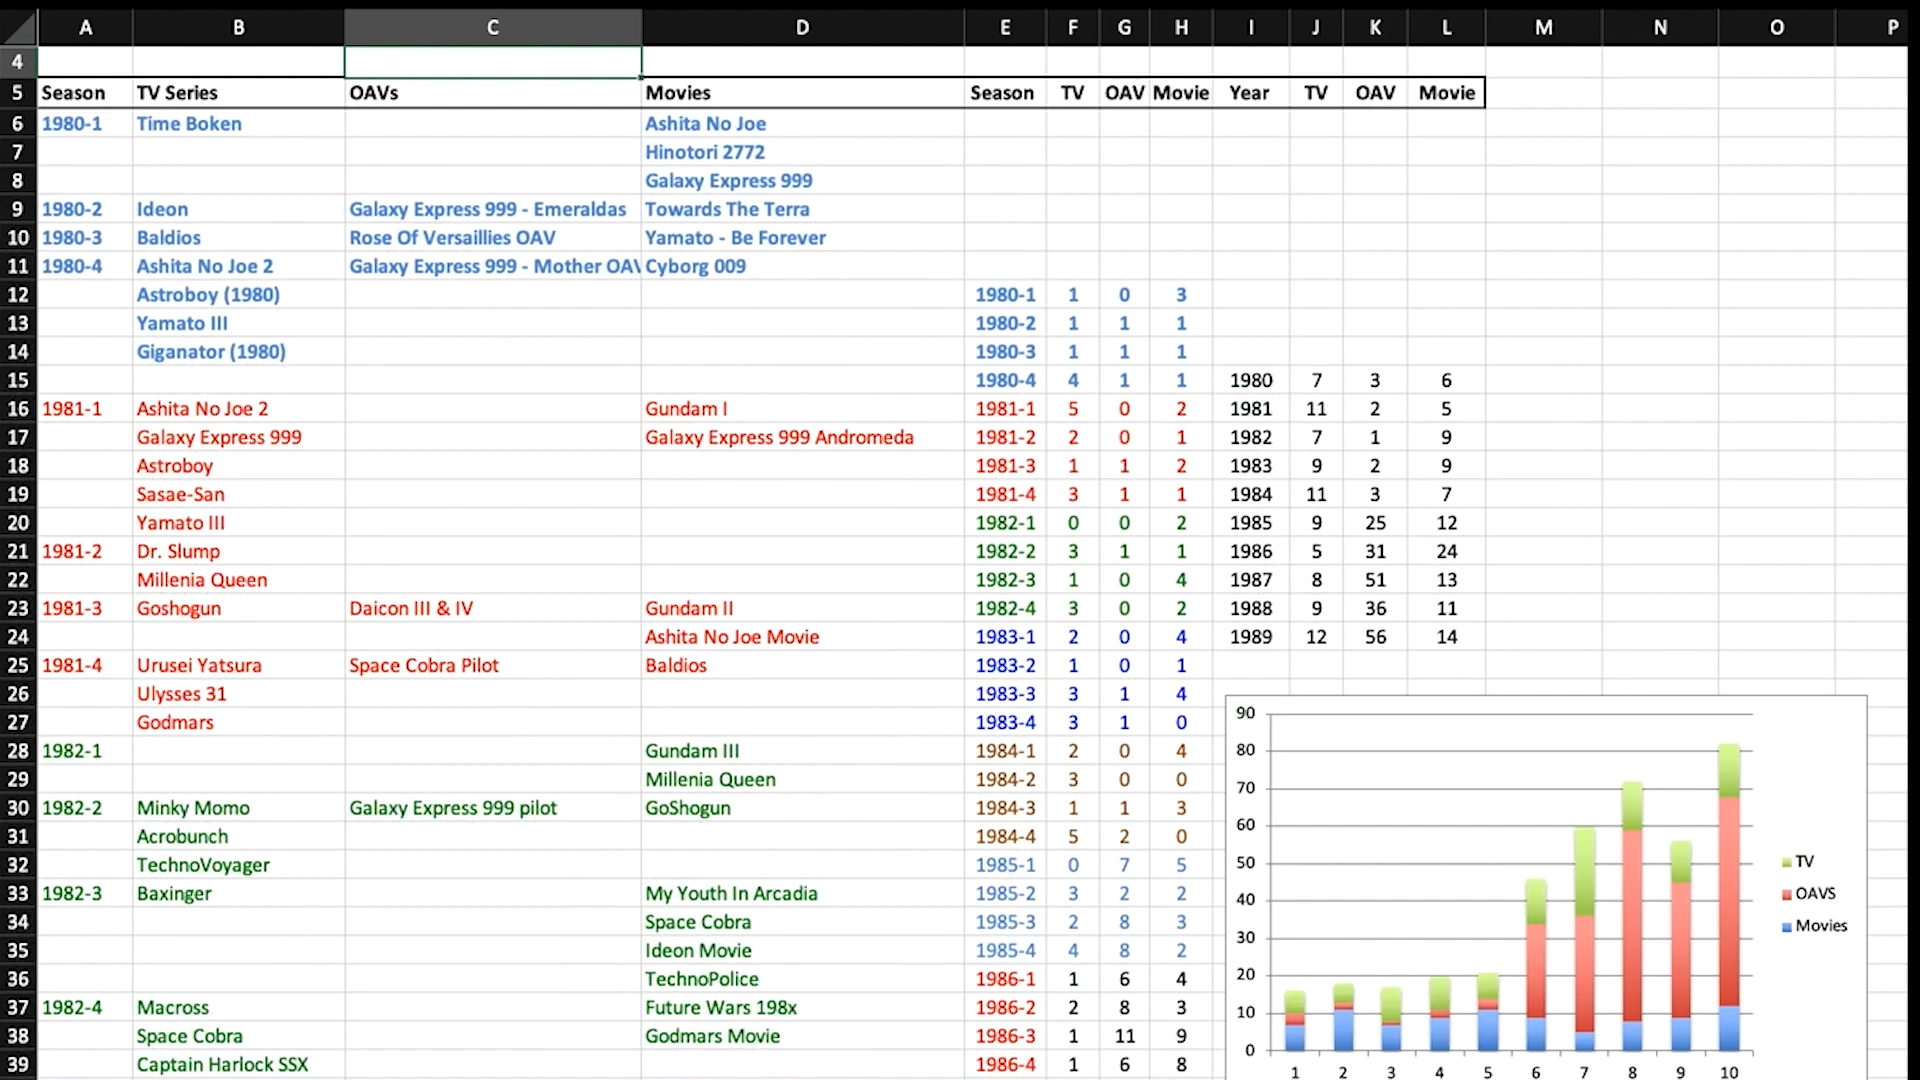 A B C D E F G H I J K L M N O P
4
5 Season TV Series OAVs Movies Season TV OAV Movie Year TV OAV Movie
6 1980-1 Time Boken Ashita No Joe
7 Hinotori 2772
8 Galaxy Express 999
9 1980-2 Ideon Galaxy Express 999 - Emeraldas Towards The Terra
10 1980-3 Baldios Rose Of Versaillies OAV Yamato - Be Forever
11 1980-4 Ashita No Joe 2 Galaxy Express 999 - Mother OAV Cyborg 009
12 Astroboy (1980) 1980-1 1 0 3
13 Yamato III 1980-2 1 1 1
14 Giganator (1980) 1980-3 1 1 1
15 1980-4 4 1 1 1980 7 3 6
16 1981-1 Ashita No Joe 2 Gundam I 1981-1 5 0 2 1981 11 2 5
17 Galaxy Express 999 Galaxy Express 999 Andromeda 1981-2 2 0 1 1982 7 1 9
18 Astroboy 1981-3 1 1 2 1983 9 2 9
19 Sasae-San 1981-4 3 1 1 1984 11 3 7
20 Yamato III 1982-1 0 0 2 1985 9 25 12
21 1981-2 Dr. Slump 1982-2 3 1 1 1986 5 31 24
22 Millenia Queen 1982-3 1 0 4 1987 8 51 13
23 1981-3 Goshogun Daicon III & IV Gundam II 1982-4 3 0 2 1988 9 36 11
24 Ashita No Joe Movie 1983-1 2 0 4 1989 12 56 14
25 1981-4 Urusei Yatsura Space Cobra Pilot Baldios 1983-2 1 0 1
26 Ulysses 31 1983-3 3 1 4
27 Godmars 1983-4 3 1 0
28 1982-1 Gundam III 1984-1 2 0 4
29 Millenia Queen 1984-2 3 0 0
30 1982-2 Minky Momo Galaxy Express 999 pilot GoShogun 1984-3 1 1 3
31 Acrobunch 1984-4 5 2 0
32 TechnoVoyager 1985-1 0 7 5
33 1982-3 Baxinger My Youth In Arcadia 1985-2 3 2 2
34 Space Cobra 1985-3 2 8 3
35 Ideon Movie 1985-4 4 8 2
36 TechnoPolice 1986-1 1 6 4
37 1982-4 Macross Future Wars 198x 1986-2 2 8 3
38 Space Cobra Godmars Movie 1986-3 1 11 9
39 Captain Harlock SSX 1986-4 1 6 8
90
80
70
60
50
40
30
20
10
0
1 2 3 4 5 6 7 8 9 10
TV
OAVS
Movies